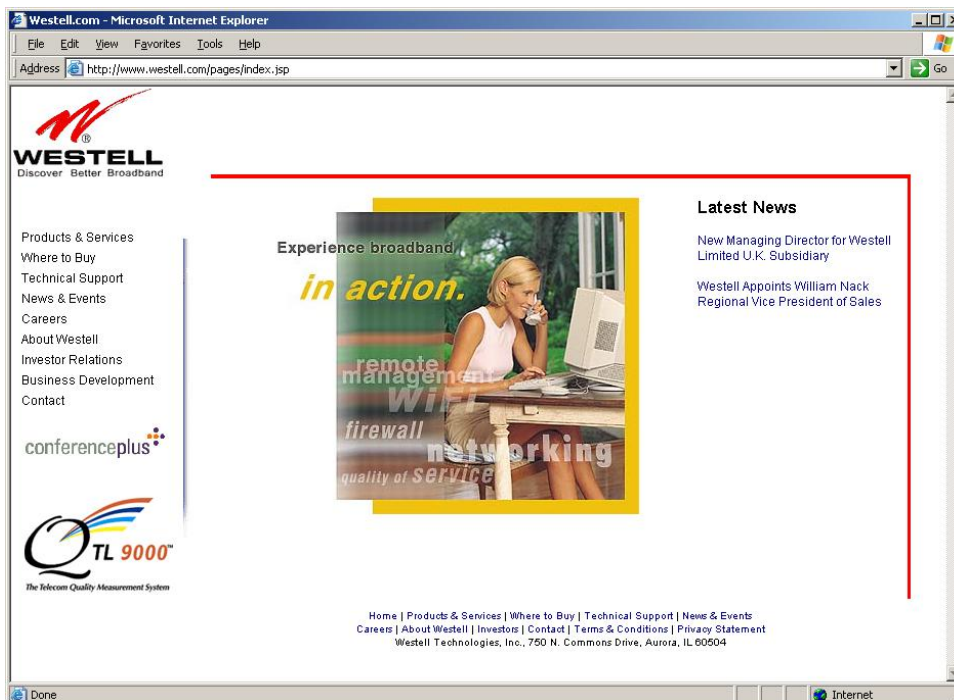 Westell.com - Microsoft Internet Explorer
File Edit View Favorites Tools Help
Address http://www.westell.com/pages/index.jsp Go
WESTELL®
Discover Better Broadband
Products & Services
Where to Buy
Technical Support
News & Events
Careers
About Westell
Investor Relations
Business Development
Contact
conferenceplus
QTL 9000™
The Telecom Quality Measurement System
Experience broadband
in action.
remote
management
WiFi
firewall
networking
quality of service
Latest News
New Managing Director for Westell
Limited U.K. Subsidiary
Westell Appoints William Nack
Regional Vice President of Sales
Home | Products & Services | Where to Buy | Technical Support | News & Events
Careers | About Westell | Investors | Contact | Terms & Conditions | Privacy Statement
Westell Technologies, Inc., 750 N. Commons Drive, Aurora, IL 60504
Done Internet